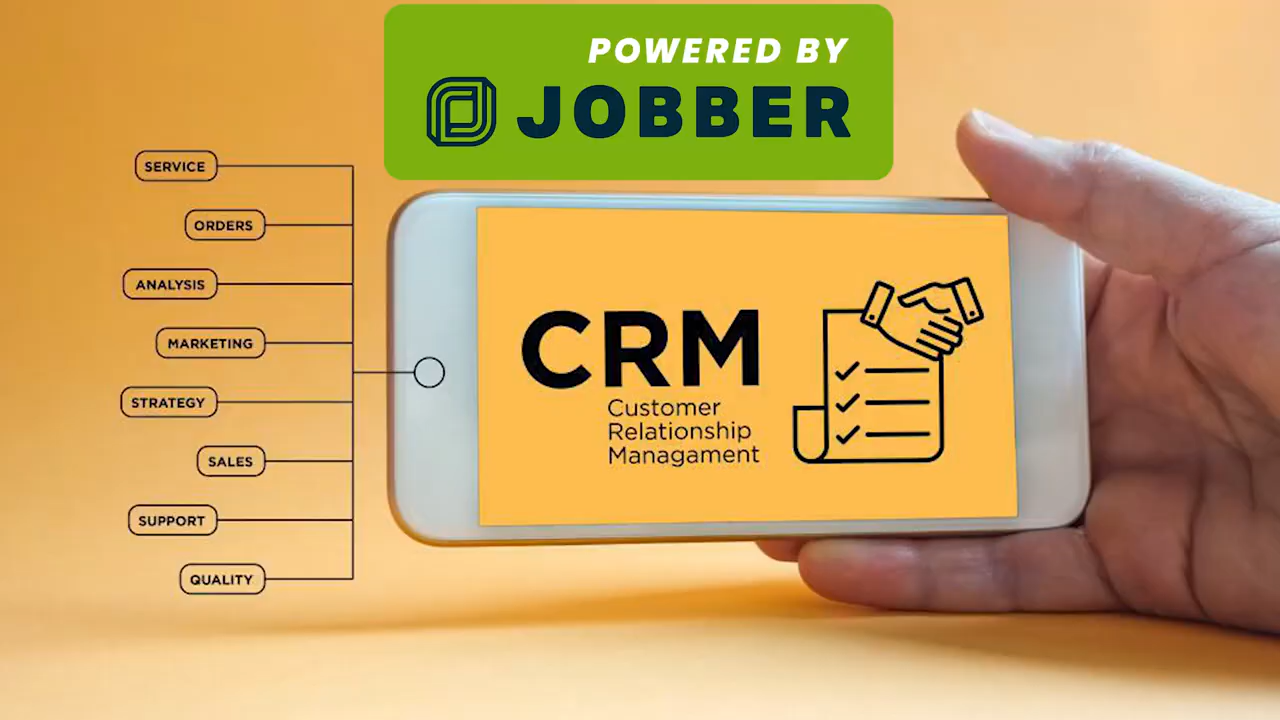 POWERED BY
JOBBER
SERVICE
ORDERS
ANALYSIS
MARKETING
STRATEGY
SALES
SUPPORT
QUALITY
CRM
Customer
Relationship
Managament